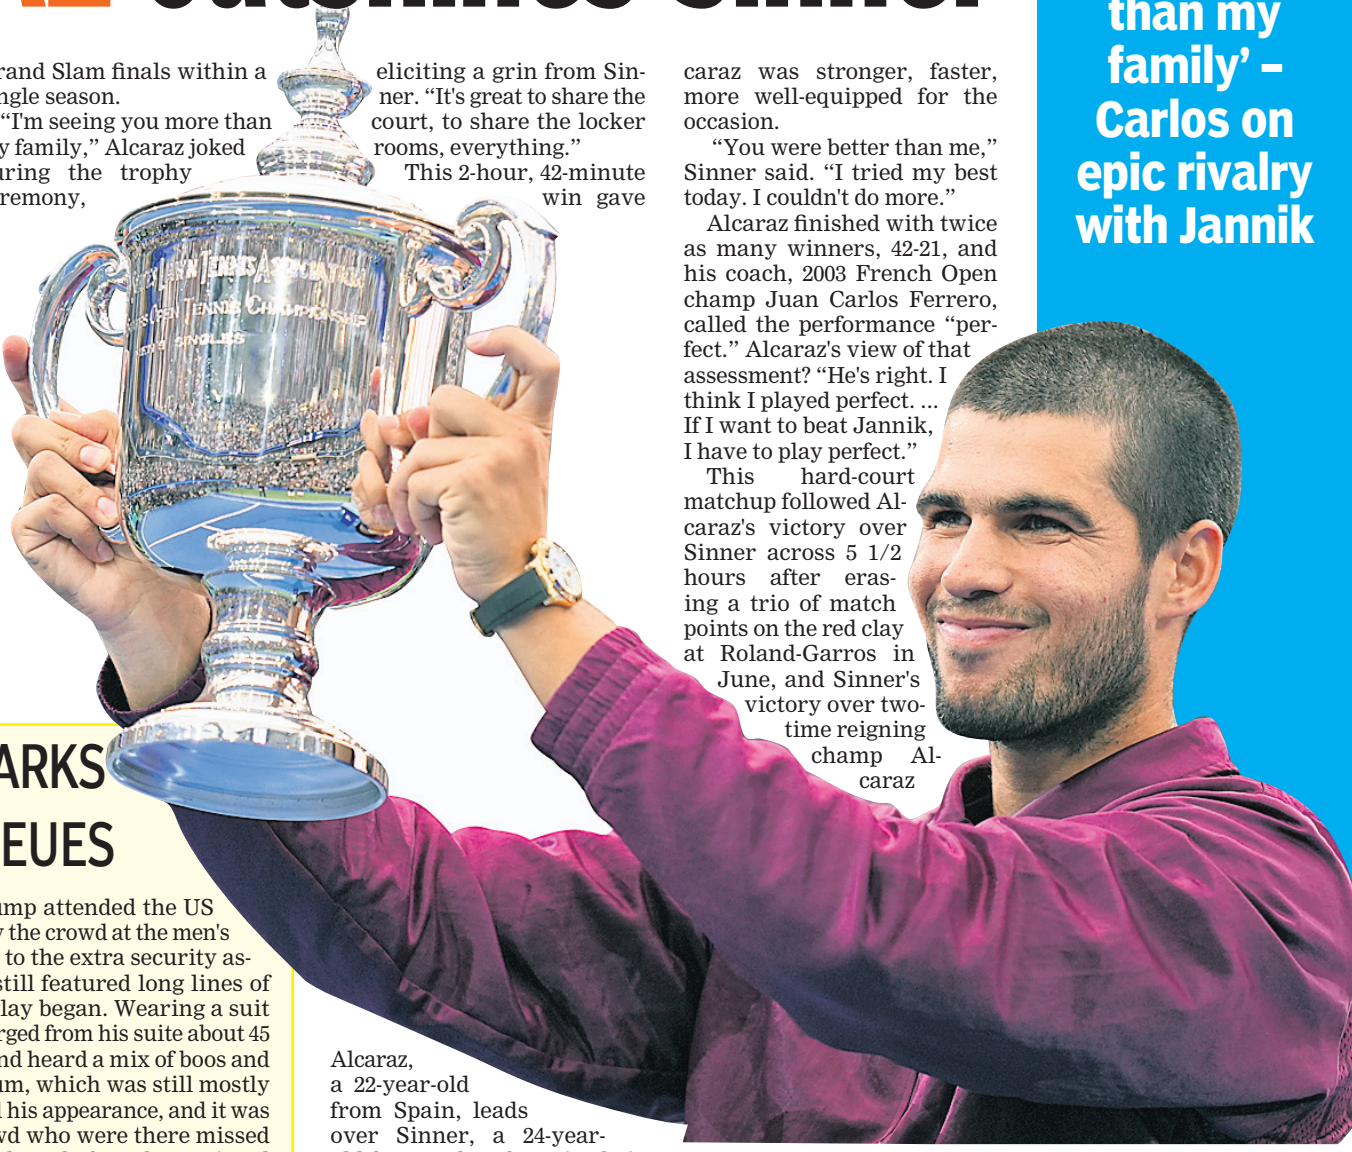 rand Slam finals within a
ngle season.
“I'm seeing you more than
y family,” Alcaraz joked
uring the trophy
remony,
eliciting a grin from Sin-
ner. “It's great to share the
court, to share the locker
rooms, everything.”
This 2-hour, 42-minute
win gave
caraz was stronger, faster,
more well-equipped for the
occasion.
“You were better than me,”
Sinner said. “I tried my best
today. I couldn't do more.”
Alcaraz finished with twice
as many winners, 42-21, and
his coach, 2003 French Open
champ Juan Carlos Ferrero,
called the performance “per-
fect.” Alcaraz's view of that
assessment? “He's right. I
think I played perfect. ...
If I want to beat Jannik,
I have to play perfect.”
This hard-court
matchup followed Al-
caraz's victory over
Sinner across 5 1/2
hours after eras-
ing a trio of match
points on the red clay
at Roland-Garros in
June, and Sinner's
victory over two-
time reigning
champ Al-
caraz
than my
family’ –
Carlos on
epic rivalry
with Jannik
TENNIS ASSOCIATION
OPEN TENNIS CHAMPIONSHIP
SINGLES
ARKS
EUES
ump attended the US
y the crowd at the men's
to the extra security as-
still featured long lines of
lay began. Wearing a suit
rged from his suite about 45
nd heard a mix of boos and
um, which was still mostly
l his appearance, and it was
wd who were there missed
Alcaraz,
a 22-year-old
from Spain, leads
over Sinner, a 24-year-